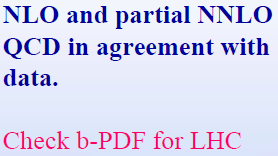 NLO and partial NNLO
QCD in agreement with
data.
Check b-PDF for LHC